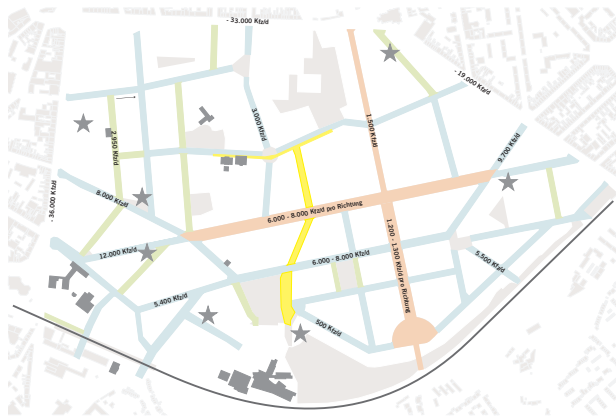 - 33.000 Kfz/d
- 19.000 Kfz/d
3.000 Kfz/d
1.500 Kfz/d
2.950 Kfz/d
9.700 Kfz/d
- 36.000 Kfz/d
8.000 Kfz/d
6.000 - 8.000 Kfz/d pro Richtung
1.200 - 1.300 Kfz/d pro Richtung
12.000 Kfz/d
6.000 - 8.000 Kfz/d
5.500 Kfz/d
5.400 Kfz/d
500 Kfz/d